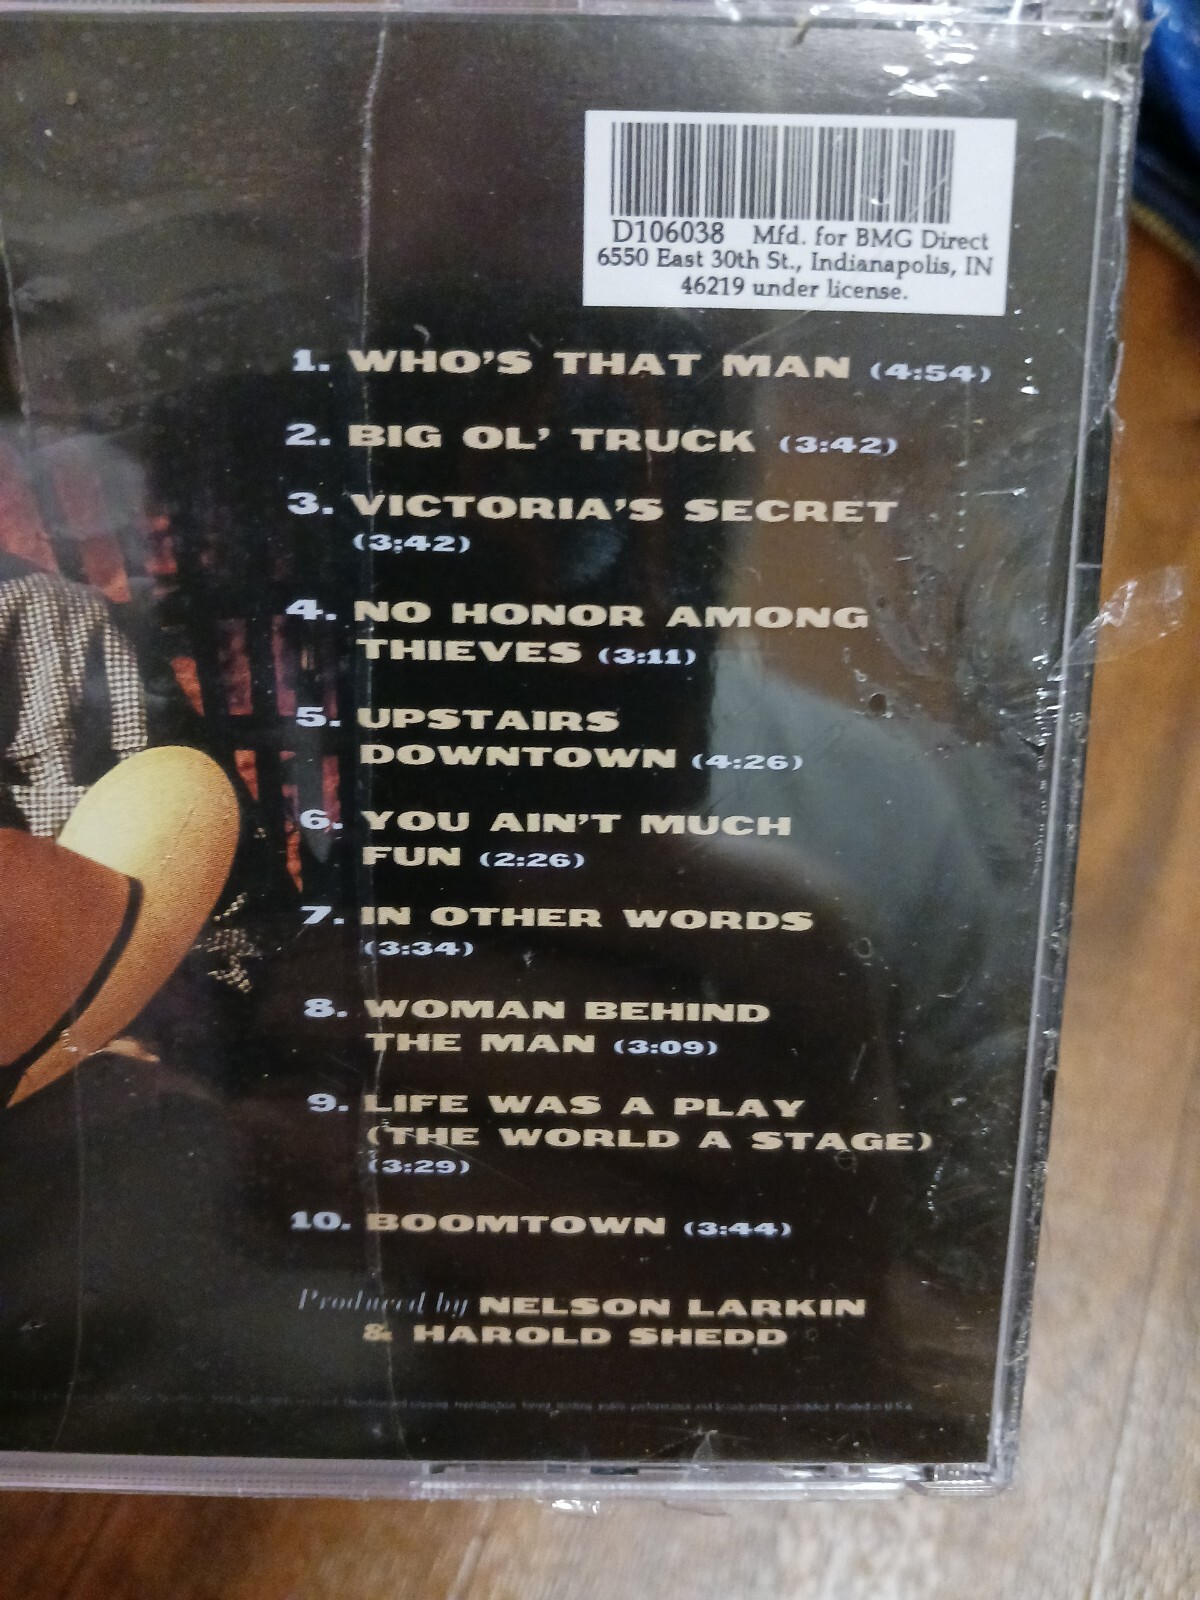 D106038 Mfd. for BMG Direct
6550 East 30th St., Indianapolis, IN
46219 under license.
1. WHO'S THAT MAN (4:54)
2. BIG OL' TRUCK (3:42)
3. VICTORIA'S SECRET
(3:42)
4. NO HONOR AMONG
THIEVES (3:11)
5. UPSTAIRS
DOWNTOWN (4:26)
6. YOU AIN'T MUCH
FUN (2:26)
7. IN OTHER WORDS
(3:34)
8. WOMAN BEHIND
THE MAN (3:09)
9. LIFE WAS A PLAY
(THE WORLD A STAGE)
(3:29)
10. BOOMTOWN (3:44)
Produced by NELSON LARKIN
& HAROLD SHEDD